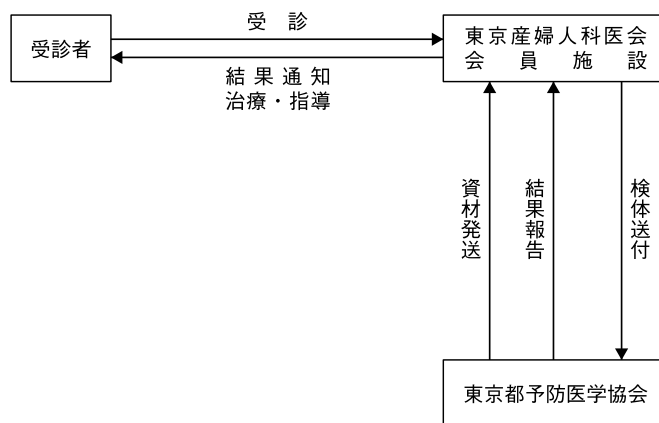 受診
受診者
東京産婦人科医会
会員施設
結果通知
治療・指導
資材発送
結果報告
検体送付
東京都予防医学協会